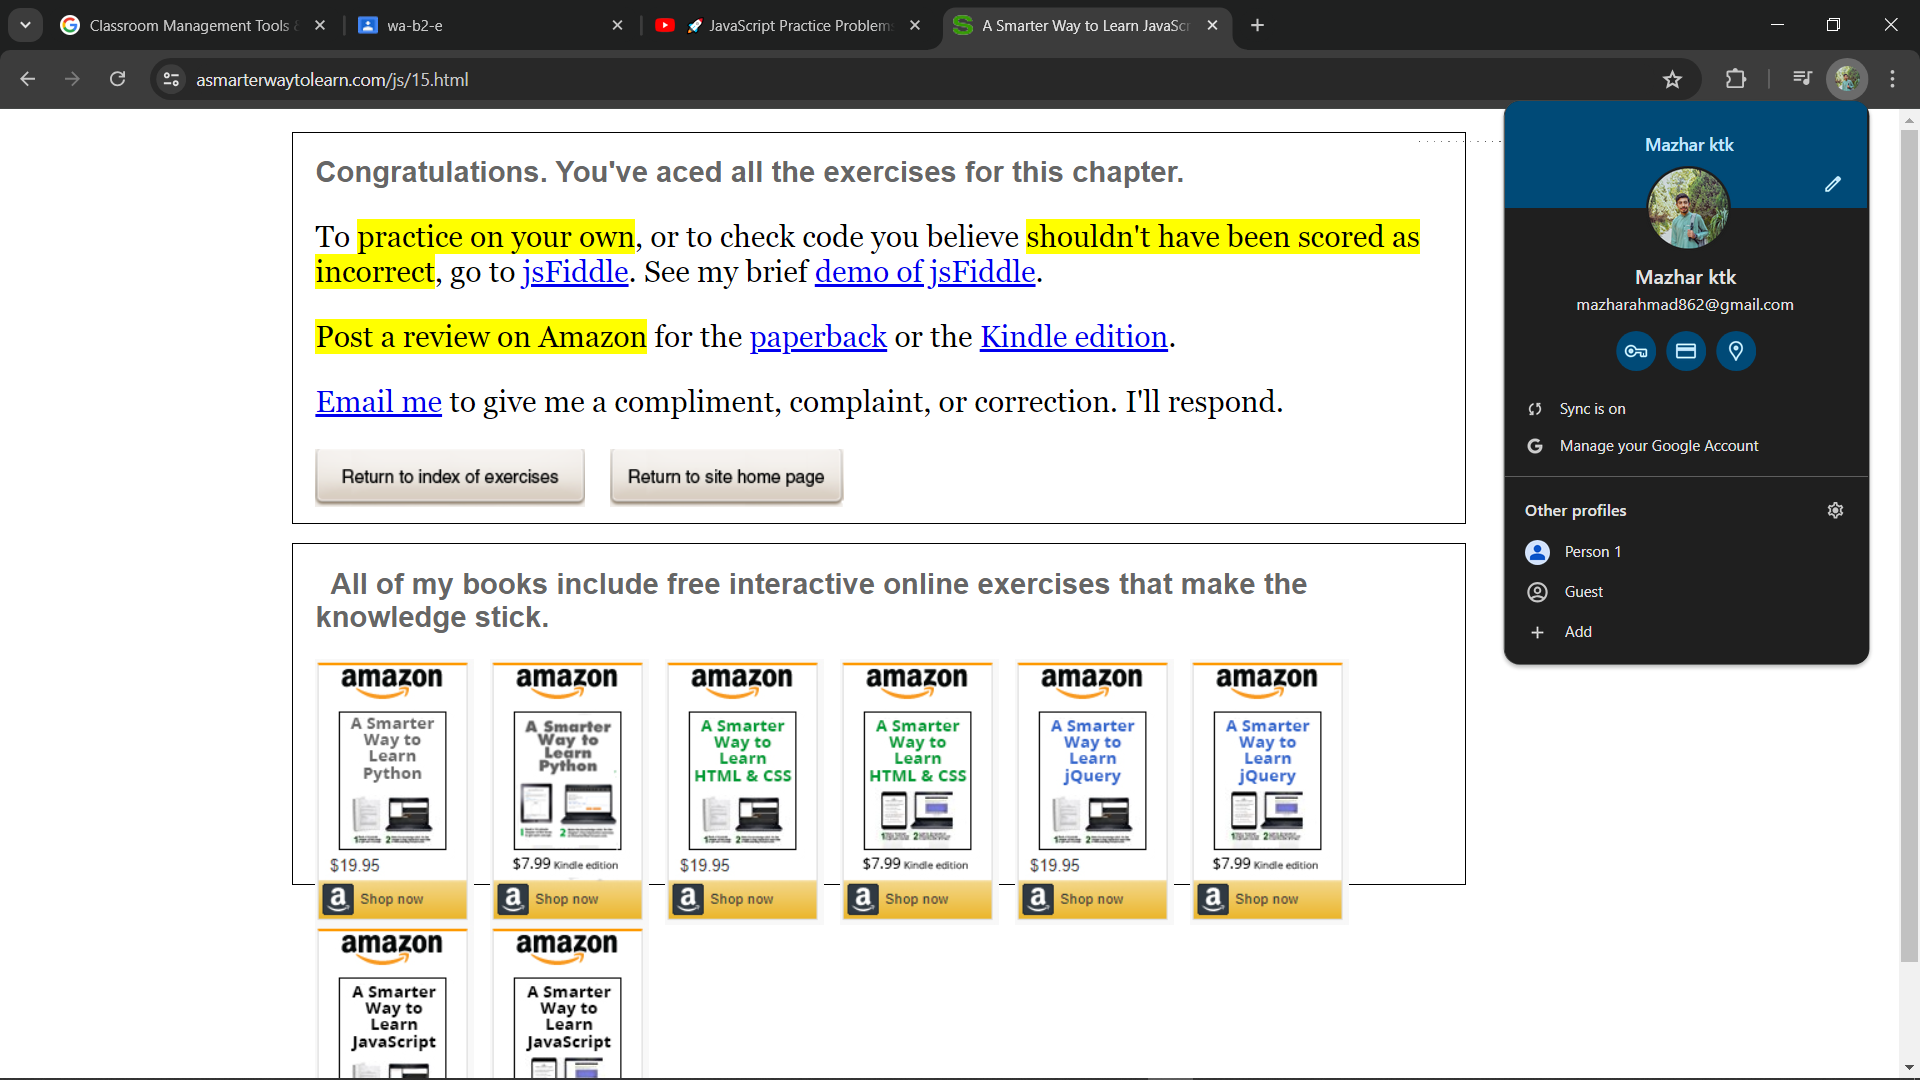 Classroom Management Tools &
wa-b2-e
JavaScript Practice Problem
A Smarter Way to Learn JavaScr
asmarterwaytolearn.com/js/15.html
Congratulations. You've aced all the exercises for this chapter.
To practice on your own, or to check code you believe shouldn't have been scored as
incorrect, go to jsFiddle. See my brief demo of jsFiddle.
Post a review on Amazon for the paperback or the Kindle edition.
Email me to give me a compliment, complaint, or correction. I'll respond.
Return to index of exercises
Return to site home page
Mazhar ktk
Mazhar ktk
mazharahmad862@gmail.com
Sync is on
Manage your Google Account
Other profiles
Person 1
Guest
Add
All of my books include free interactive online exercises that make the
knowledge stick.
amazon
A Smarter
Way to
Learn
Python
$19.95
a Shop now
amazon
A Smarter
Way to
Learn
Python
$7.99 Kindle edition
a Shop now
amazon
A Smarter
Way to
Learn
HTML & CSS
$19.95
a Shop now
amazon
A Smarter
Way to
Learn
HTML & CSS
$7.99 Kindle edition
a Shop now
amazon
A Smarter
Way to
Learn
jQuery
$19.95
a Shop now
amazon
A Smarter
Way to
Learn
jQuery
$7.99 Kindle edition
a Shop now
amazon
A Smarter
Way to
Learn
JavaScript
amazon
A Smarter
Way to
Learn
JavaScript